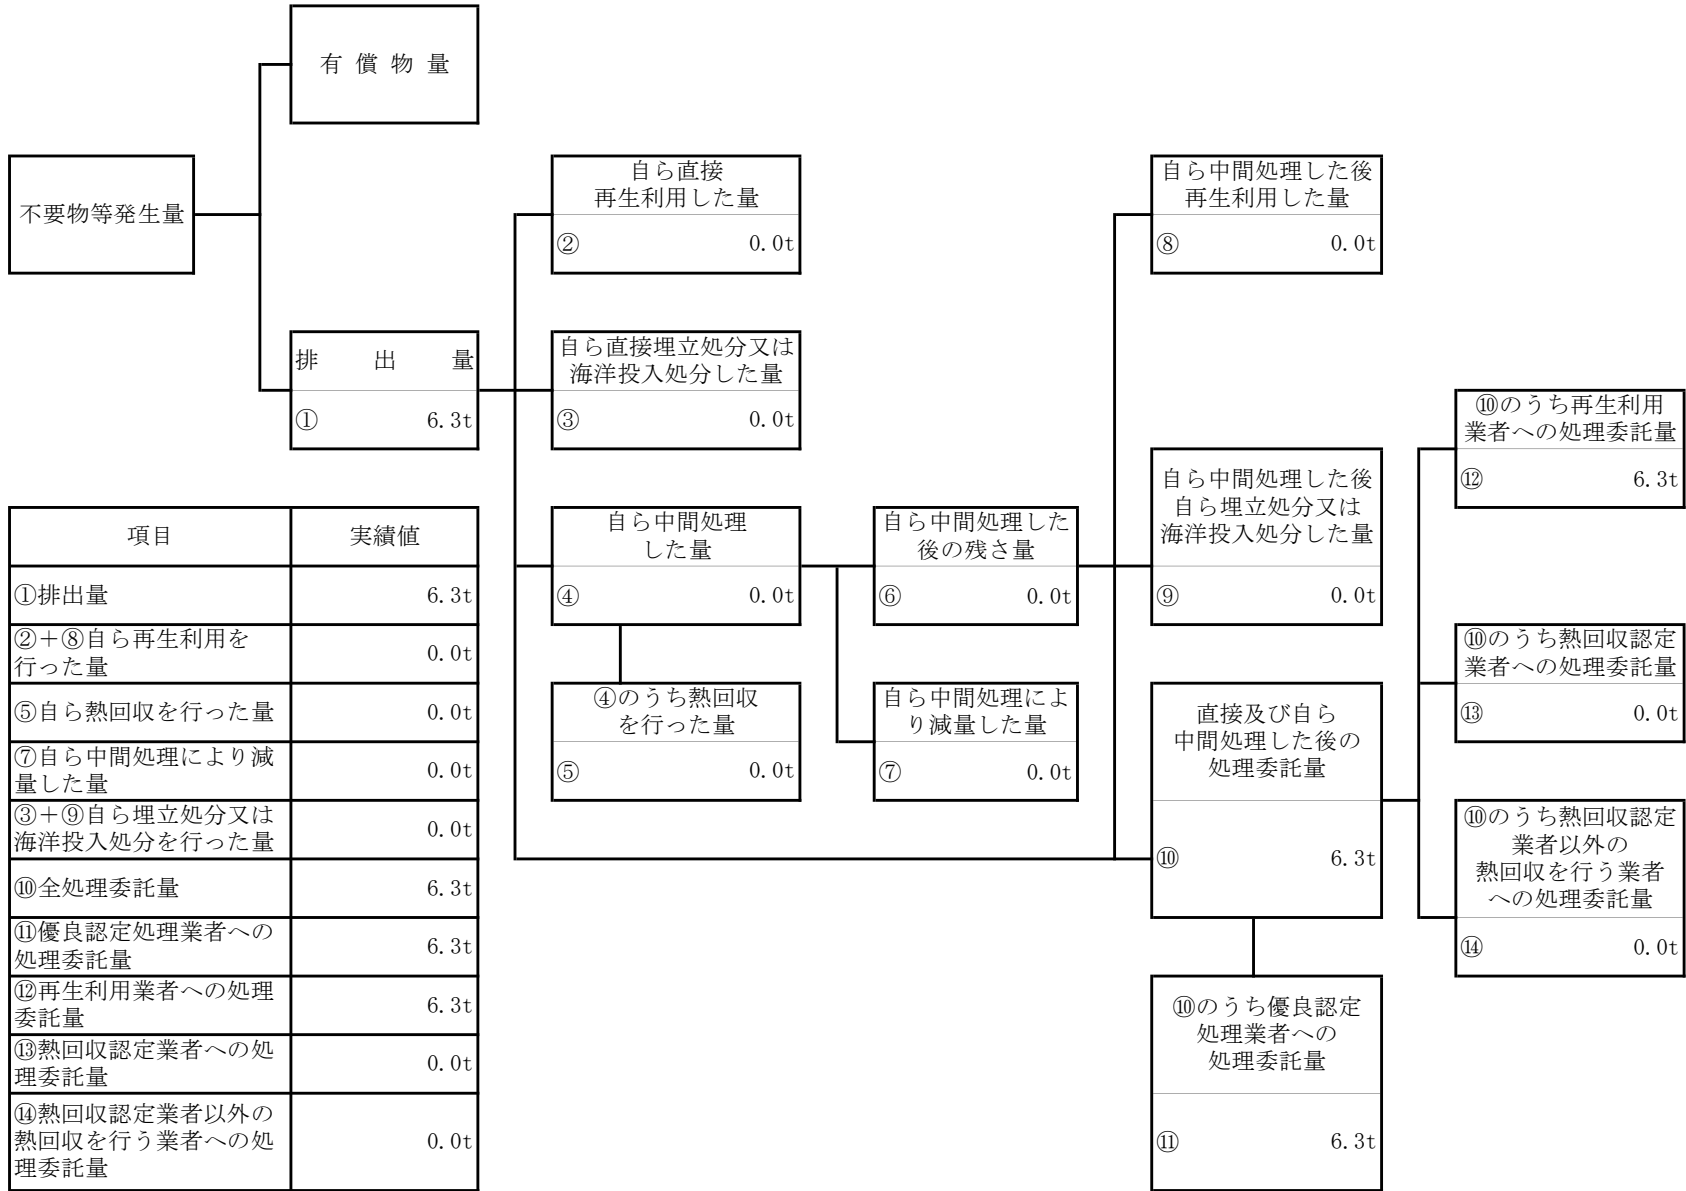 有償物量
不要物等発生量
自ら直接
再生利用した量
② 0.0t
自ら中間処理した後
再生利用した量
⑧ 0.0t
排出量
① 6.3t
自ら直接埋立処分又は
海洋投入処分した量
③ 0.0t
⑩のうち再生利用
業者への処理委託量
⑫ 6.3t
自ら中間処理した後
自ら埋立処分又は
海洋投入処分した量
⑨ 0.0t
自ら中間処理
した量
④ 0.0t
自ら中間処理した
後の残さ量
⑥ 0.0t
⑩のうち熱回収認定
業者への処理委託量
⑬ 0.0t
④のうち熱回収
を行った量
⑤ 0.0t
自ら中間処理によ
り減量した量
⑦ 0.0t
直接及び自ら
中間処理した後の
処理委託量
⑩ 6.3t
⑩のうち熱回収認定
業者以外の
熱回収を行う業者
への処理委託量
⑭ 0.0t
⑩のうち優良認定
処理業者への
処理委託量
⑪ 6.3t
項目 実績値
①排出量 6.3t
②+⑧自ら再生利用を
行った量 0.0t
⑤自ら熱回収を行った量 0.0t
⑦自ら中間処理により減
量した量 0.0t
③+⑨自ら埋立処分又は
海洋投入処分を行った量 0.0t
⑩全処理委託量 6.3t
⑪優良認定処理業者への
処理委託量 6.3t
⑫再生利用業者への処理
委託量 6.3t
⑬熱回収認定業者への処
理委託量 0.0t
⑭熱回収認定業者以外の
熱回収を行う業者への処
理委託量 0.0t